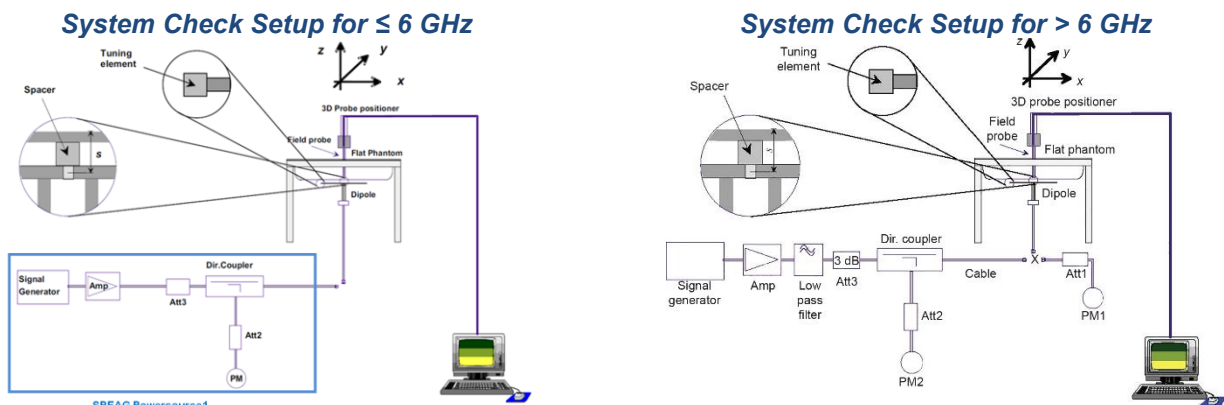 System Check Setup for ≤ 6 GHz
Tuning
element
z
y
x
Spacer
3D Probe positioner
Field probe
s
Flat Phantom
Dipole
Signal
Generator
Amp
Att3
Dir.Coupler
Att2
PM
SPEAG Powersource1
System Check Setup for > 6 GHz
Tuning
element
z
y
x
Spacer
3D probe positioner
Field
probe
s
Flat phantom
Dipole
Signal
generator
Amp
Low
pass
filter
3 dB
Att3
Dir. coupler
Cable
X
Att1
PM1
Att2
PM2